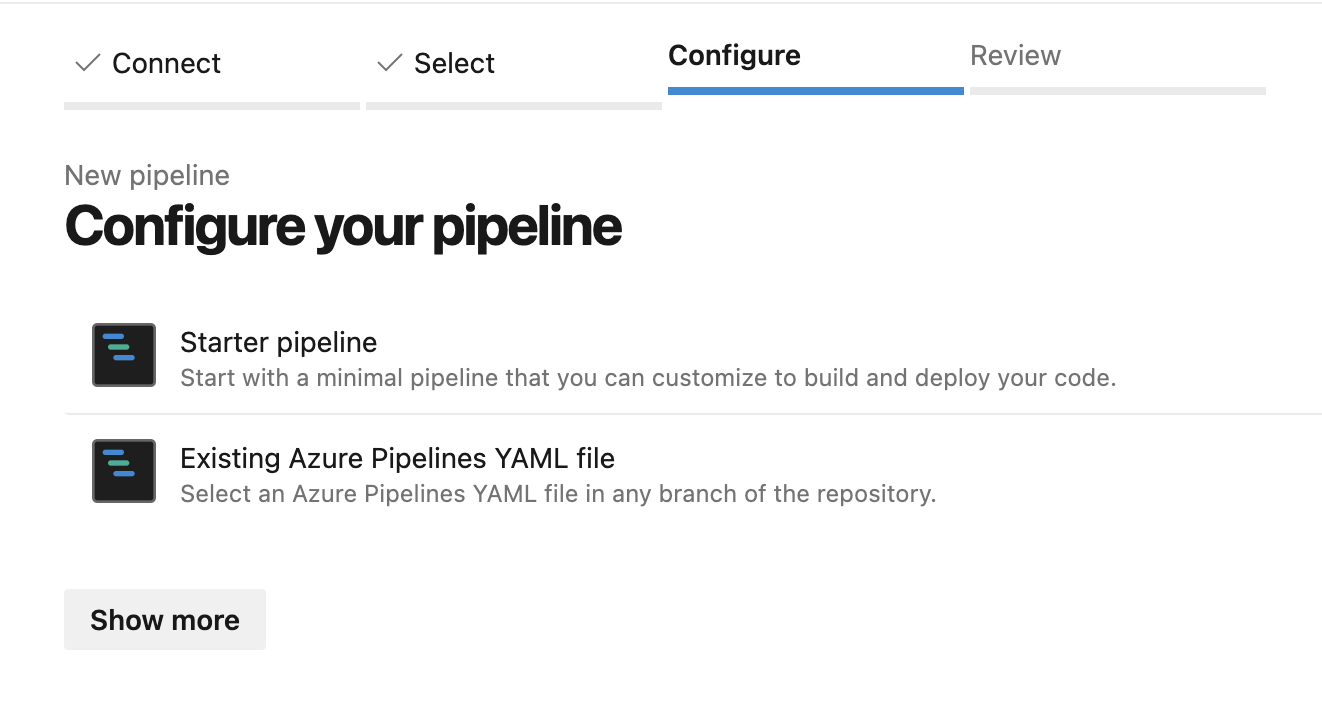 Connect
Select
Configure
Review
New pipeline
Configure your pipeline
Starter pipeline
Start with a minimal pipeline that you can customize to build and deploy your code.
Existing Azure Pipelines YAML file
Select an Azure Pipelines YAML file in any branch of the repository.
Show more